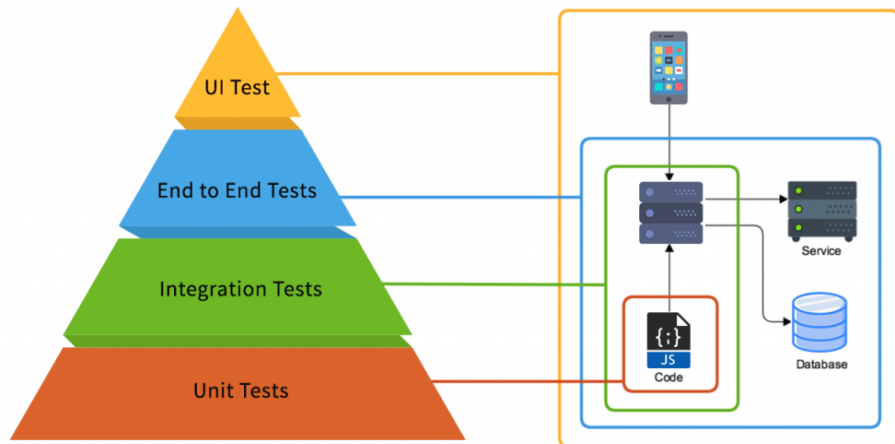 UI Test
End to End Tests
Integration Tests
Unit Tests
Service
Database
{;}
JS
Code